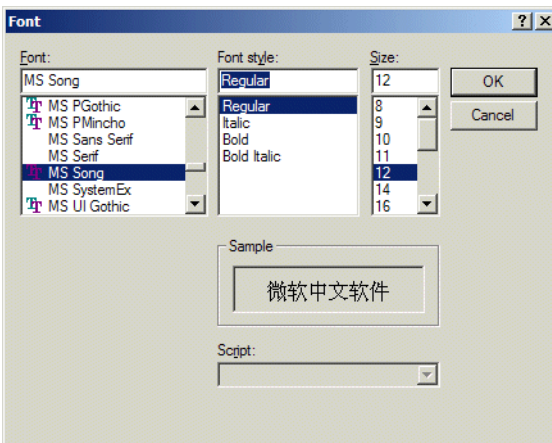 Font
Font:
MS Song
MS PGothic
MS PMincho
MS Sans Serif
MS Serif
MS Song
MS SystemEx
MS UI Gothic
Font style:
Regular
Regular
Italic
Bold
Bold Italic
Size:
12
8
9
10
11
12
14
16
OK
Cancel
Sample
微软中文软件
Script: